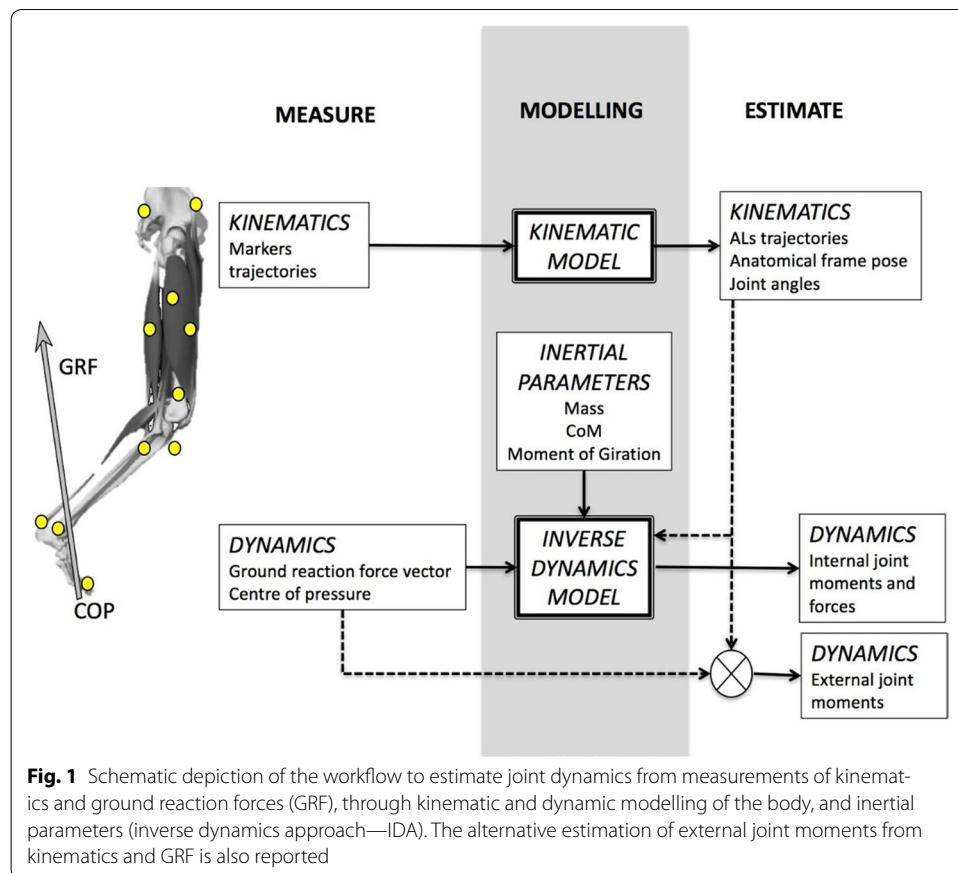 MEASURE
MODELLING
ESTIMATE
KINEMATICS
Markers
trajectories
KINEMATIC
MODEL
KINEMATICS
ALs trajectories
Anatomical frame pose
Joint angles
GRF
COP
INERTIAL
PARAMETERS
Mass
CoM
Moment of Giration
DYNAMICS
Ground reaction force vector
Centre of pressure
INVERSE
DYNAMICS
MODEL
DYNAMICS
Internal joint
moments and
forces
DYNAMICS
External joint
moments
Fig. 1 Schematic depiction of the workflow to estimate joint dynamics from measurements of kinemat-
ics and ground reaction forces (GRF), through kinematic and dynamic modelling of the body, and inertial
parameters (inverse dynamics approach—IDA). The alternative estimation of external joint moments from
kinematics and GRF is also reported